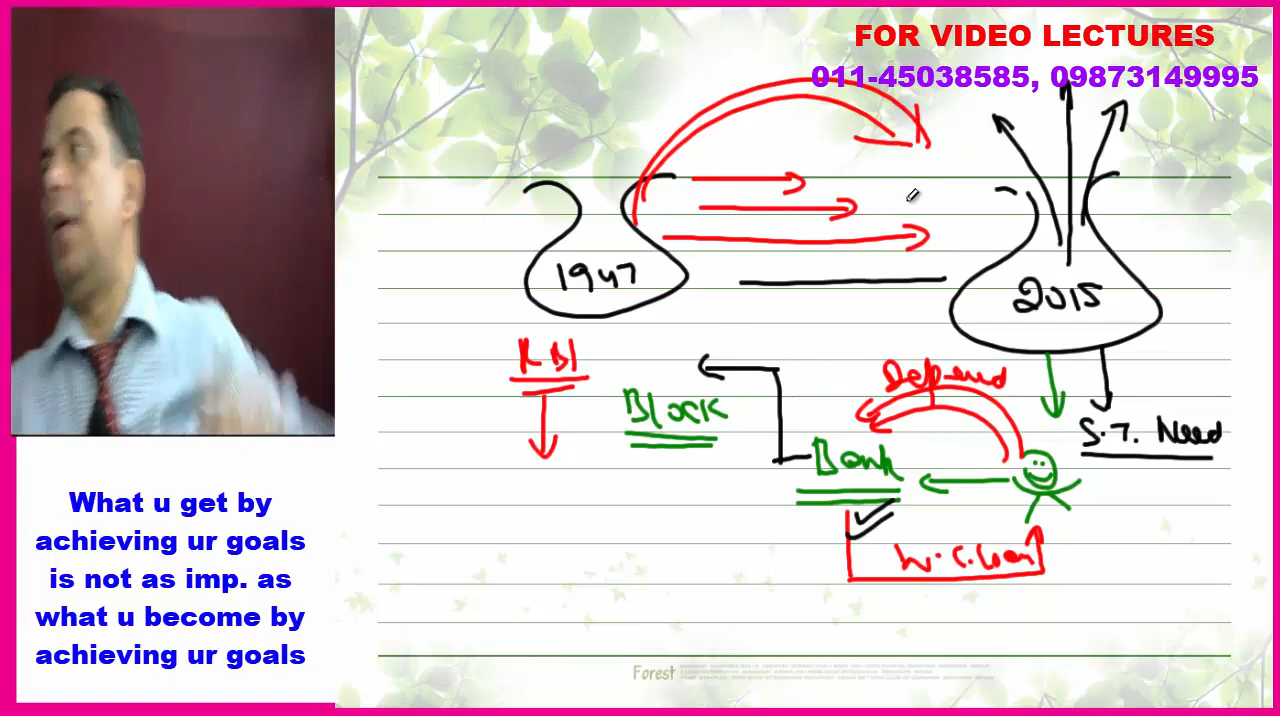 FOR VIDEO LECTURES
011-45038585, 09873149995
1947
2015
RBI
Block
Depend
S.T. Need
Bank
W.C. Loan
What u get by
achieving ur goals
is not as imp. as
what u become by
achieving ur goals
Forest